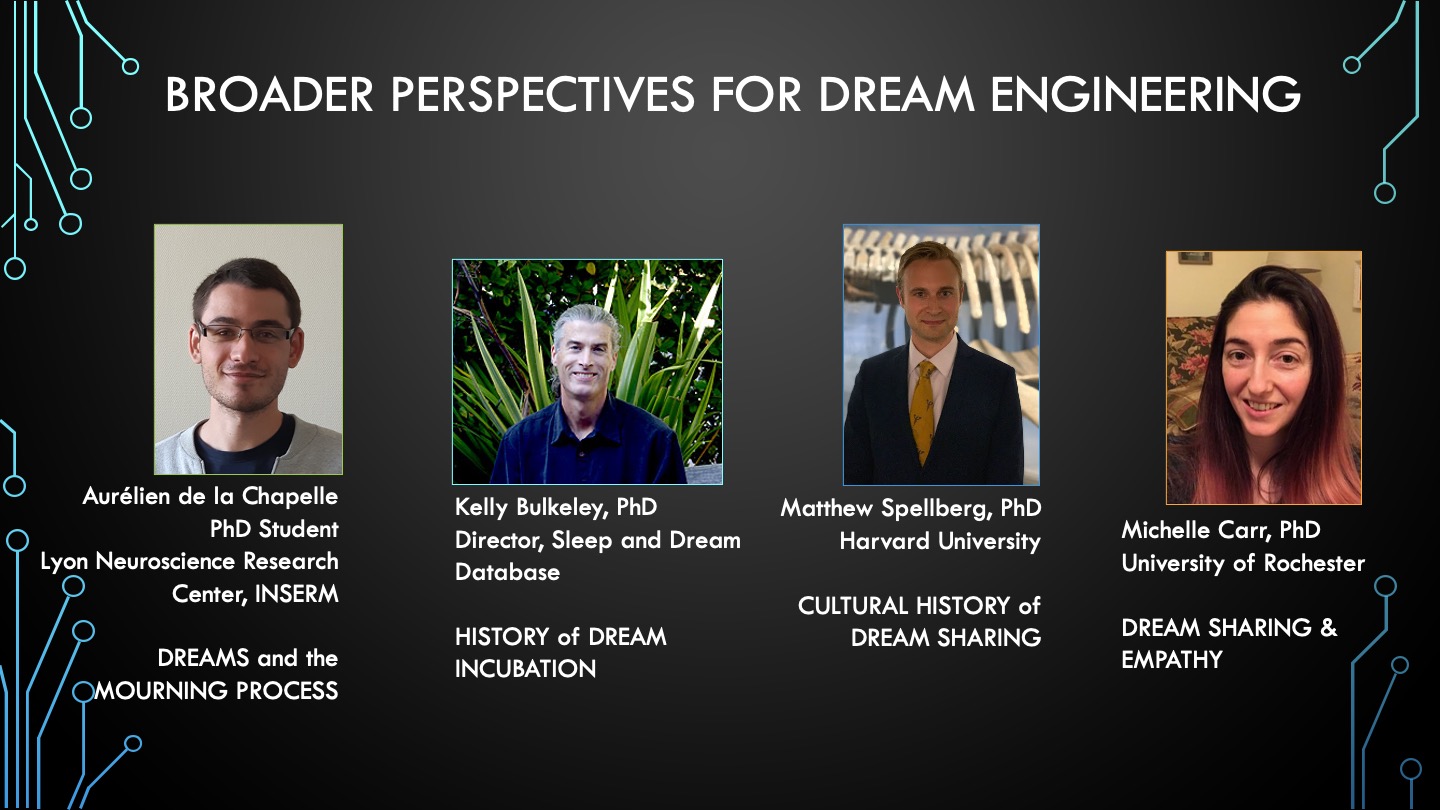 BROADER PERSPECTIVES FOR DREAM ENGINEERING
Aurélien de la Chapelle
PhD Student
Lyon Neuroscience Research
Center, INSERM
DREAMS and the
MOURNING PROCESS
Kelly Bulkeley, PhD
Director, Sleep and Dream
Database
HISTORY of DREAM
INCUBATION
Matthew Spellberg, PhD
Harvard University
CULTURAL HISTORY of
DREAM SHARING
Michelle Carr, PhD
University of Rochester
DREAM SHARING &
EMPATHY